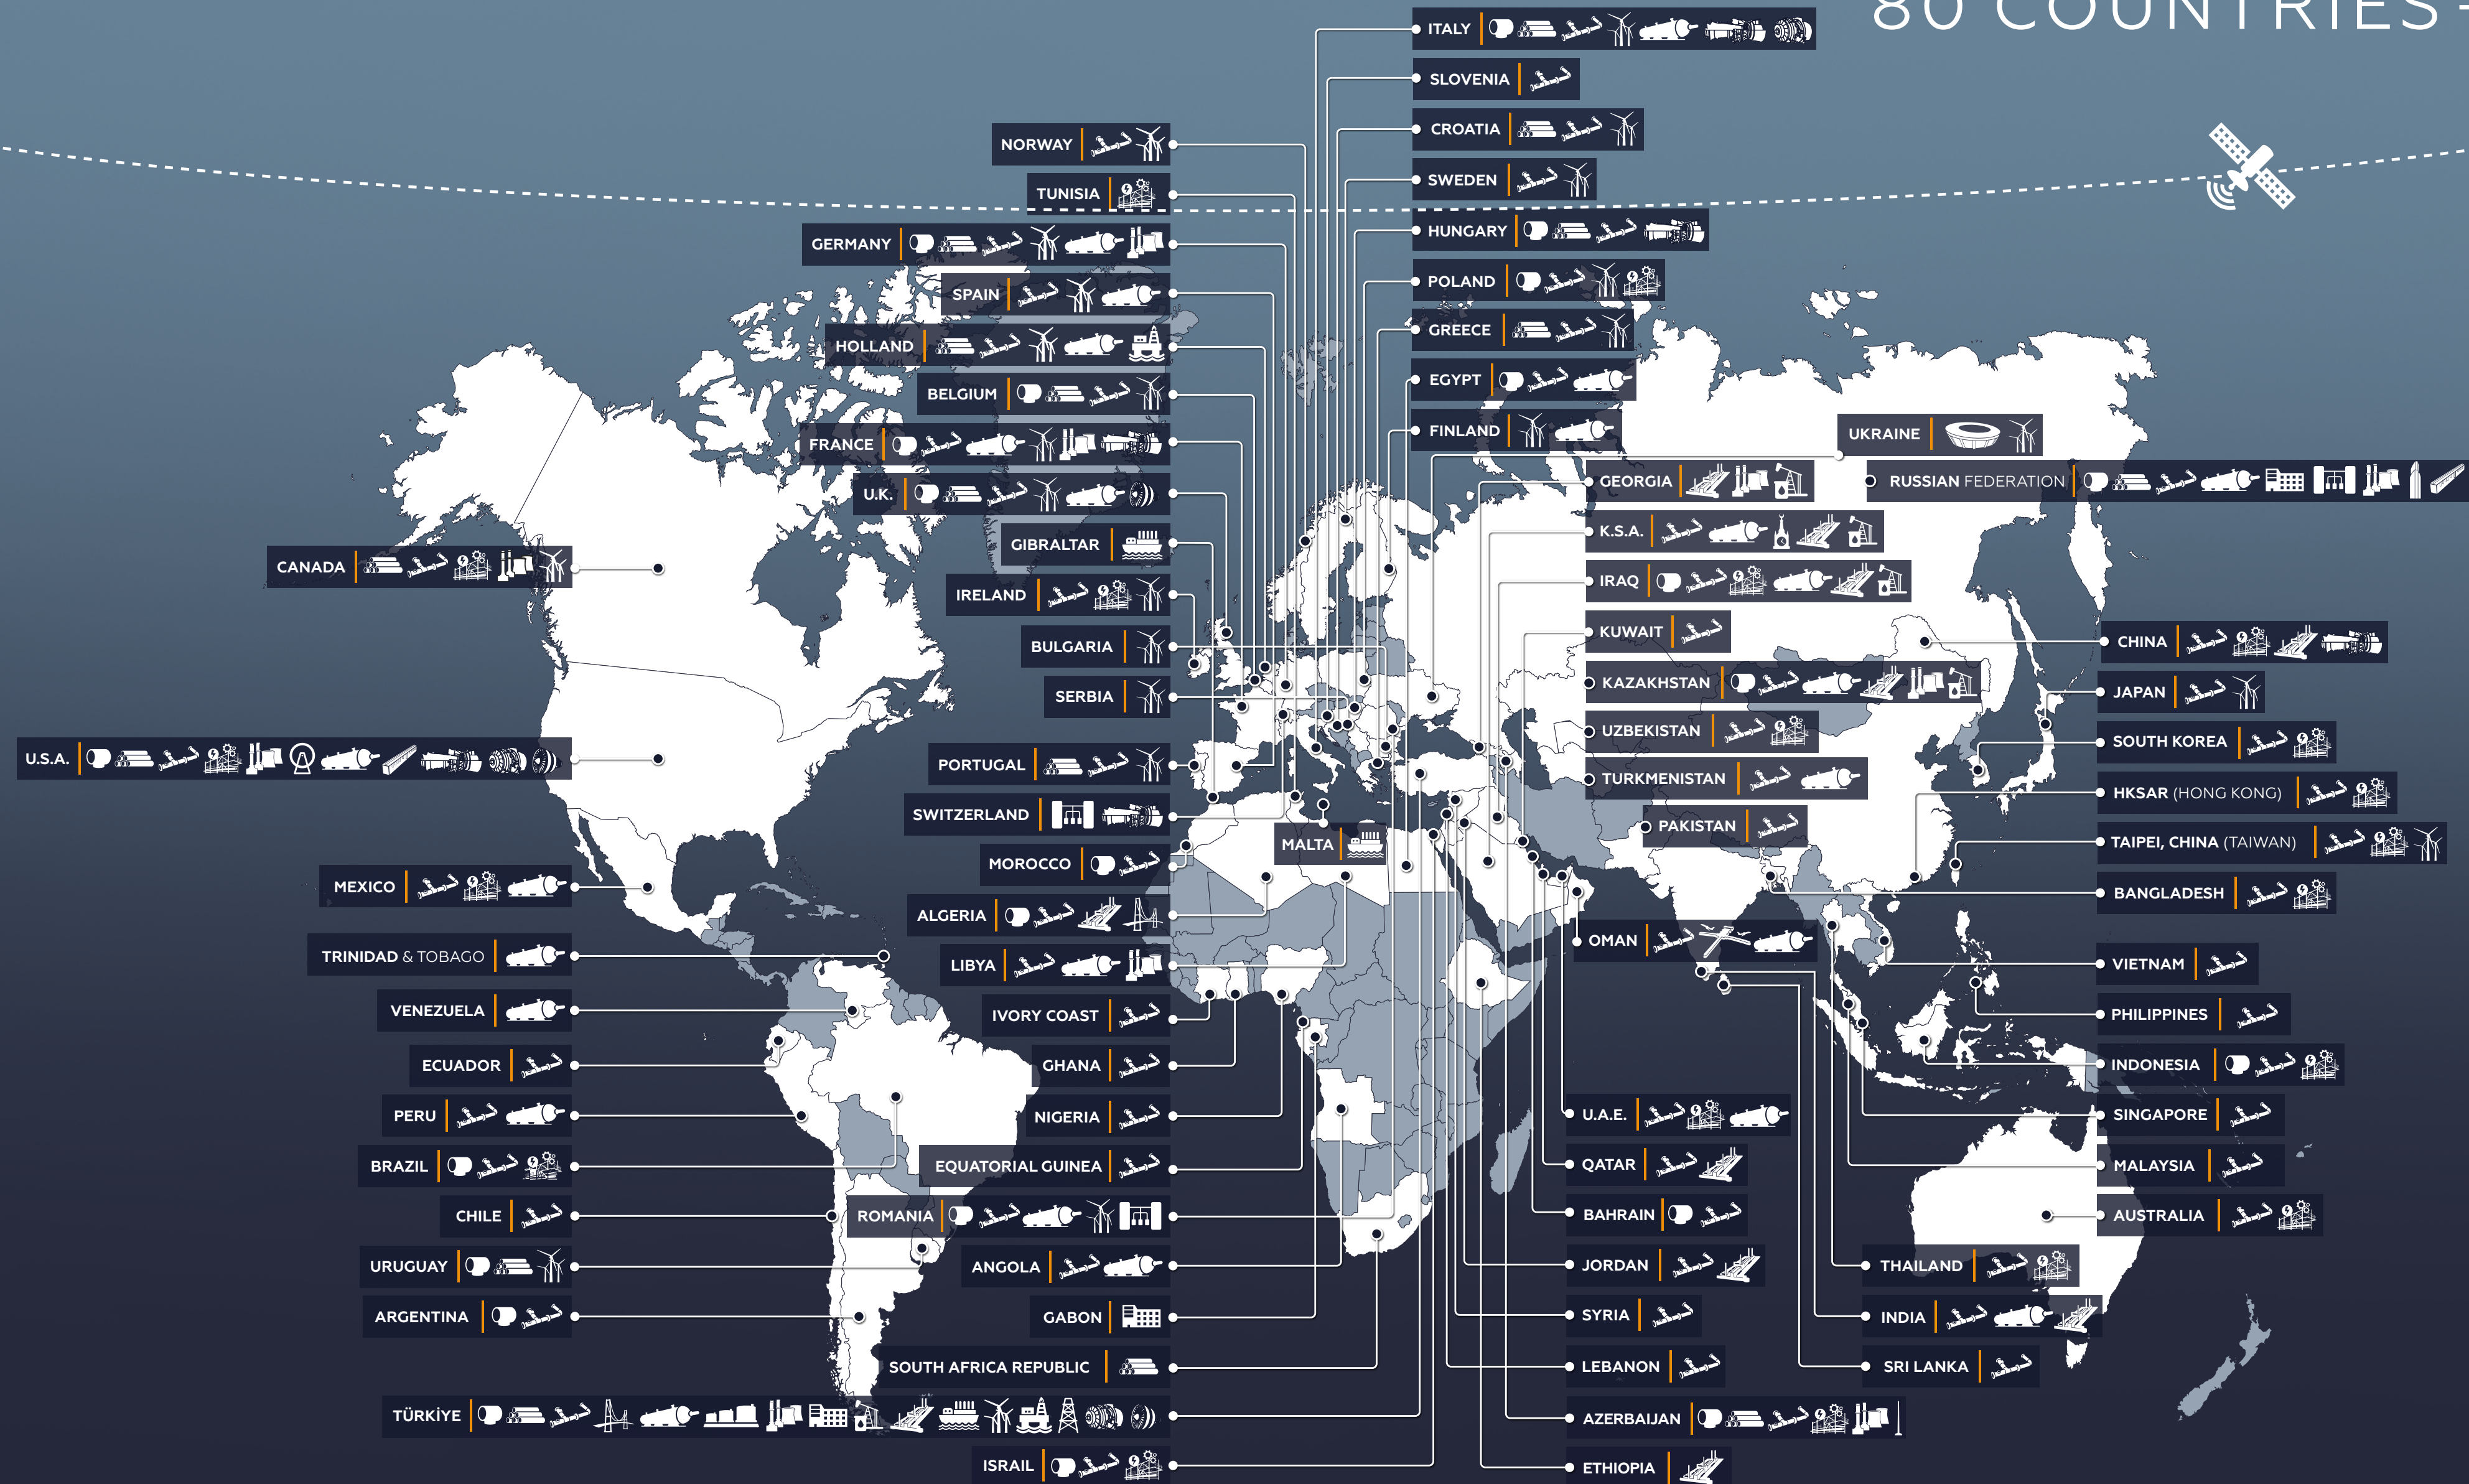 80 COUNTRIES
ITALY
SLOVENIA
CROATIA
SWEDEN
HUNGARY
POLAND
GREECE
EGYPT
FINLAND
NORWAY
TUNISIA
GERMANY
SPAIN
HOLLAND
BELGIUM
FRANCE
U.K.
GIBRALTAR
IRELAND
BULGARIA
SERBIA
PORTUGAL
SWITZERLAND
MOROCCO
ALGERIA
LIBYA
IVORY COAST
GHANA
NIGERIA
EQUATORIAL GUINEA
ROMANIA
ANGOLA
GABON
SOUTH AFRICA REPUBLIC
TÜRKİYE
ISRAIL
CANADA
U.S.A.
MEXICO
TRINIDAD & TOBAGO
VENEZUELA
ECUADOR
PERU
BRAZIL
CHILE
URUGUAY
ARGENTINA
MALTA
UKRAINE
RUSSIAN FEDERATION
GEORGIA
K.S.A.
IRAQ
KUWAIT
KAZAKHSTAN
UZBEKISTAN
TURKMENISTAN
PAKISTAN
OMAN
U.A.E.
QATAR
BAHRAIN
JORDAN
SYRIA
LEBANON
AZERBAIJAN
ETHIOPIA
CHINA
JAPAN
SOUTH KOREA
HKSAR (HONG KONG)
TAIPEI, CHINA (TAIWAN)
BANGLADESH
VIETNAM
PHILIPPINES
INDONESIA
SINGAPORE
MALAYSIA
AUSTRALIA
THAILAND
INDIA
SRI LANKA